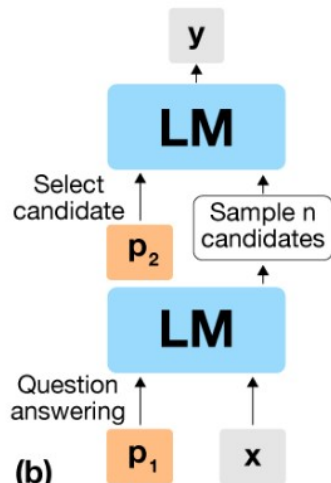 y
LM
Select
candidate
p₂
Sample n
candidates
LM
Question
answering
(b)
p₁
x